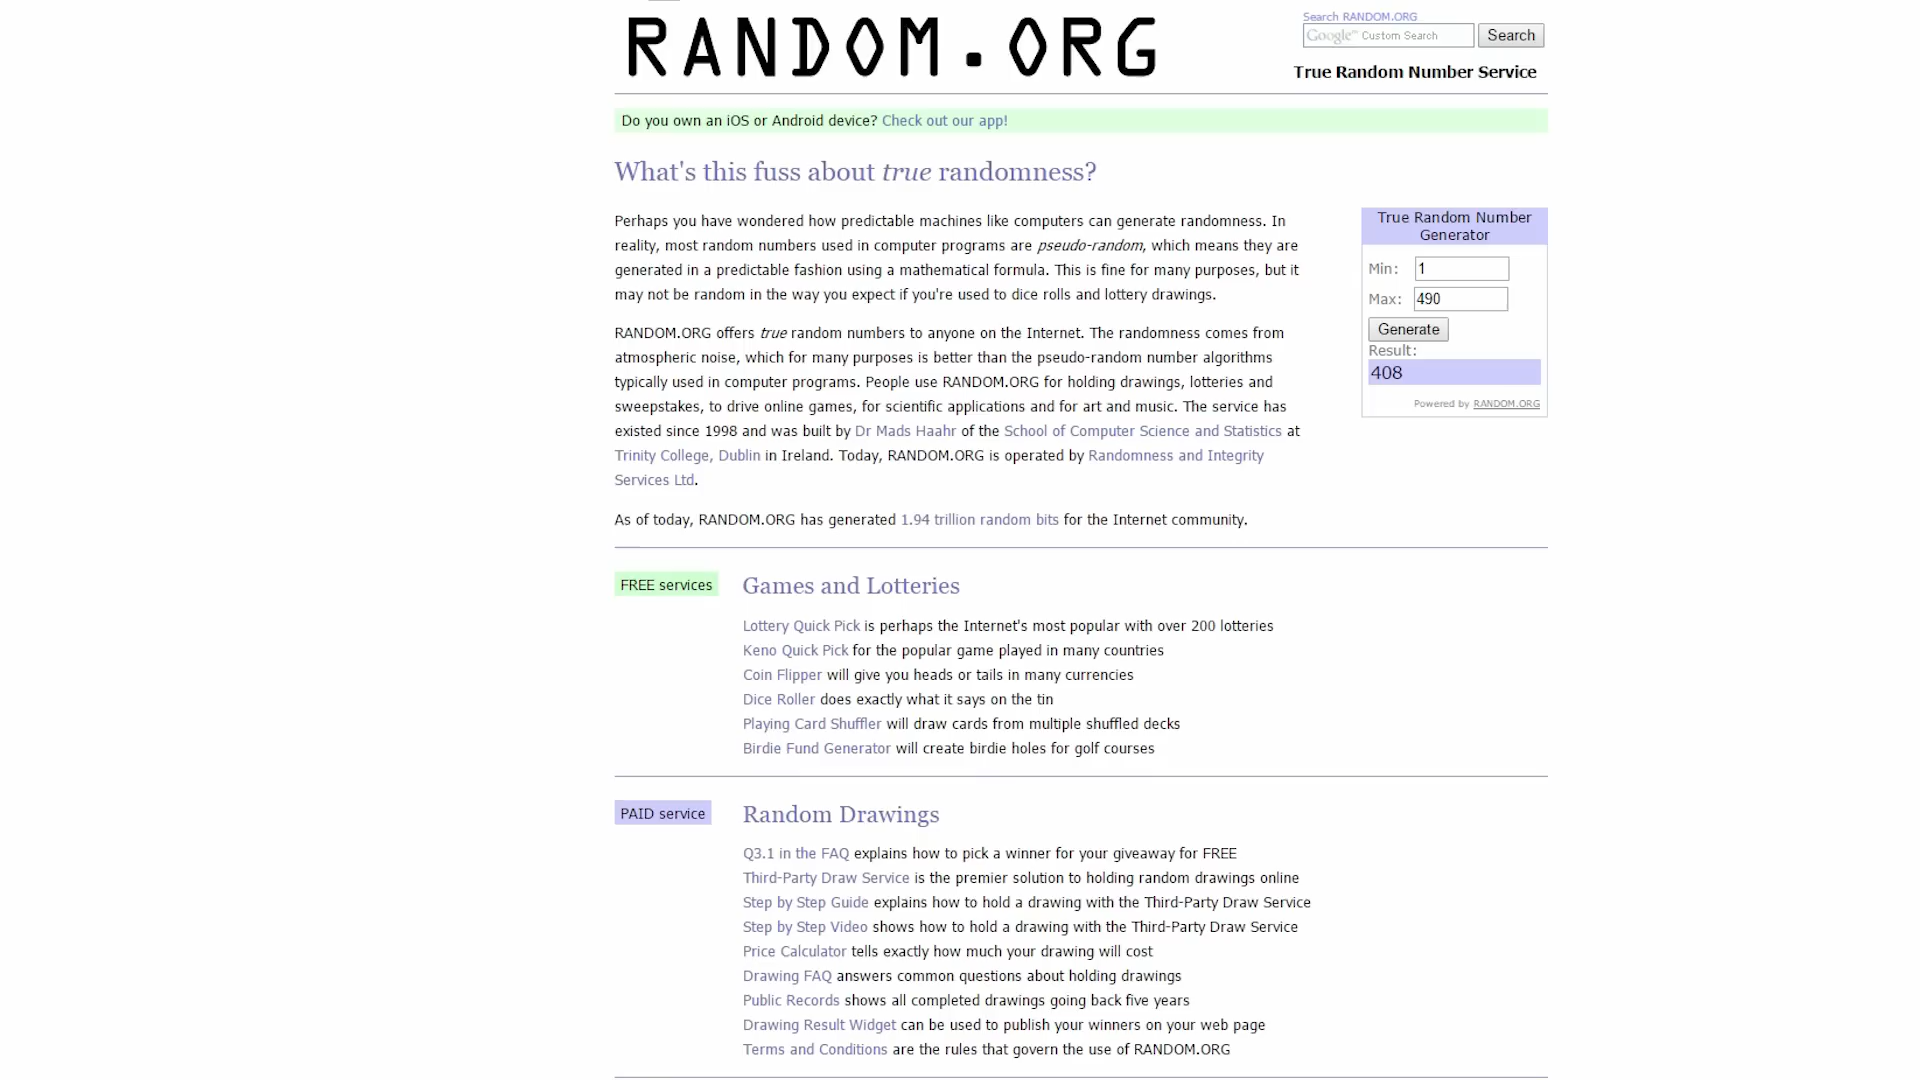 RANDOM.ORG
Search RANDOM.ORG
Google™ Custom Search
Search
True Random Number Service
Do you own an iOS or Android device? Check out our app!
What's this fuss about true randomness?
Perhaps you have wondered how predictable machines like computers can generate randomness. In
reality, most random numbers used in computer programs are pseudo-random, which means they are
generated in a predictable fashion using a mathematical formula. This is fine for many purposes, but it
may not be random in the way you expect if you're used to dice rolls and lottery drawings.
RANDOM.ORG offers true random numbers to anyone on the Internet. The randomness comes from
atmospheric noise, which for many purposes is better than the pseudo-random number algorithms
typically used in computer programs. People use RANDOM.ORG for holding drawings, lotteries and
sweepstakes, to drive online games, for scientific applications and for art and music. The service has
existed since 1998 and was built by Dr Mads Haahr of the School of Computer Science and Statistics at
Trinity College, Dublin in Ireland. Today, RANDOM.ORG is operated by Randomness and Integrity
Services Ltd.
As of today, RANDOM.ORG has generated 1.94 trillion random bits for the Internet community.
True Random Number
Generator
Min: 1
Max: 490
Generate
Result:
408
Powered by RANDOM.ORG
FREE services
Games and Lotteries
Lottery Quick Pick is perhaps the Internet's most popular with over 200 lotteries
Keno Quick Pick for the popular game played in many countries
Coin Flipper will give you heads or tails in many currencies
Dice Roller does exactly what it says on the tin
Playing Card Shuffler will draw cards from multiple shuffled decks
Birdie Fund Generator will create birdie holes for golf courses
PAID service
Random Drawings
Q3.1 in the FAQ explains how to pick a winner for your giveaway for FREE
Third-Party Draw Service is the premier solution to holding random drawings online
Step by Step Guide explains how to hold a drawing with the Third-Party Draw Service
Step by Step Video shows how to hold a drawing with the Third-Party Draw Service
Price Calculator tells exactly how much your drawing will cost
Drawing FAQ answers common questions about holding drawings
Public Records shows all completed drawings going back five years
Drawing Result Widget can be used to publish your winners on your web page
Terms and Conditions are the rules that govern the use of RANDOM.ORG